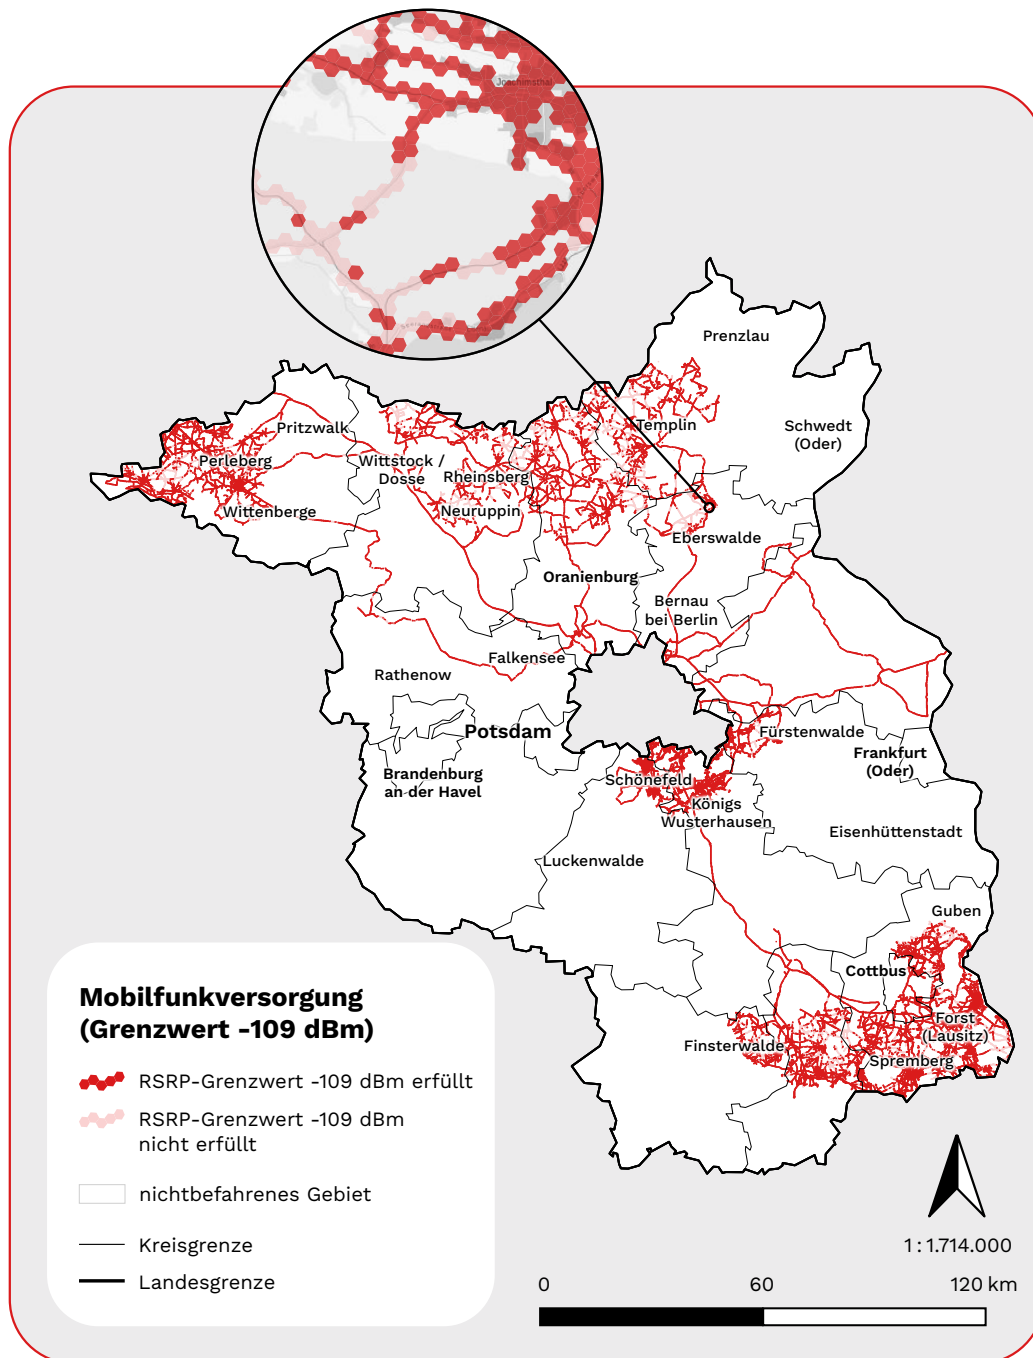 Joachimsthal
Prenzlau
Templin
Schwedt
(Oder)
Pritzwalk
Perleberg
Wittstock /
Dosse
Rheinsberg
Wittenberge
Neuruppin
Eberswalde
Oranienburg
Bernau
bei Berlin
Falkensee
Rathenow
Potsdam
Fürstenwalde
Frankfurt
(Oder)
Brandenburg
an der Havel
Schönefeld
Königs
Wusterhausen
Eisenhüttenstadt
Luckenwalde
Guben
Cottbus
Forst
(Lausitz)
Finsterwalde
Spremberg
Mobilfunkversorgung
(Grenzwert -109 dBm)
RSRP-Grenzwert -109 dBm erfüllt
RSRP-Grenzwert -109 dBm
nicht erfüllt
nichtbefahrenes Gebiet
Kreisgrenze
Landesgrenze
1 : 1.714.000
0 60 120 km